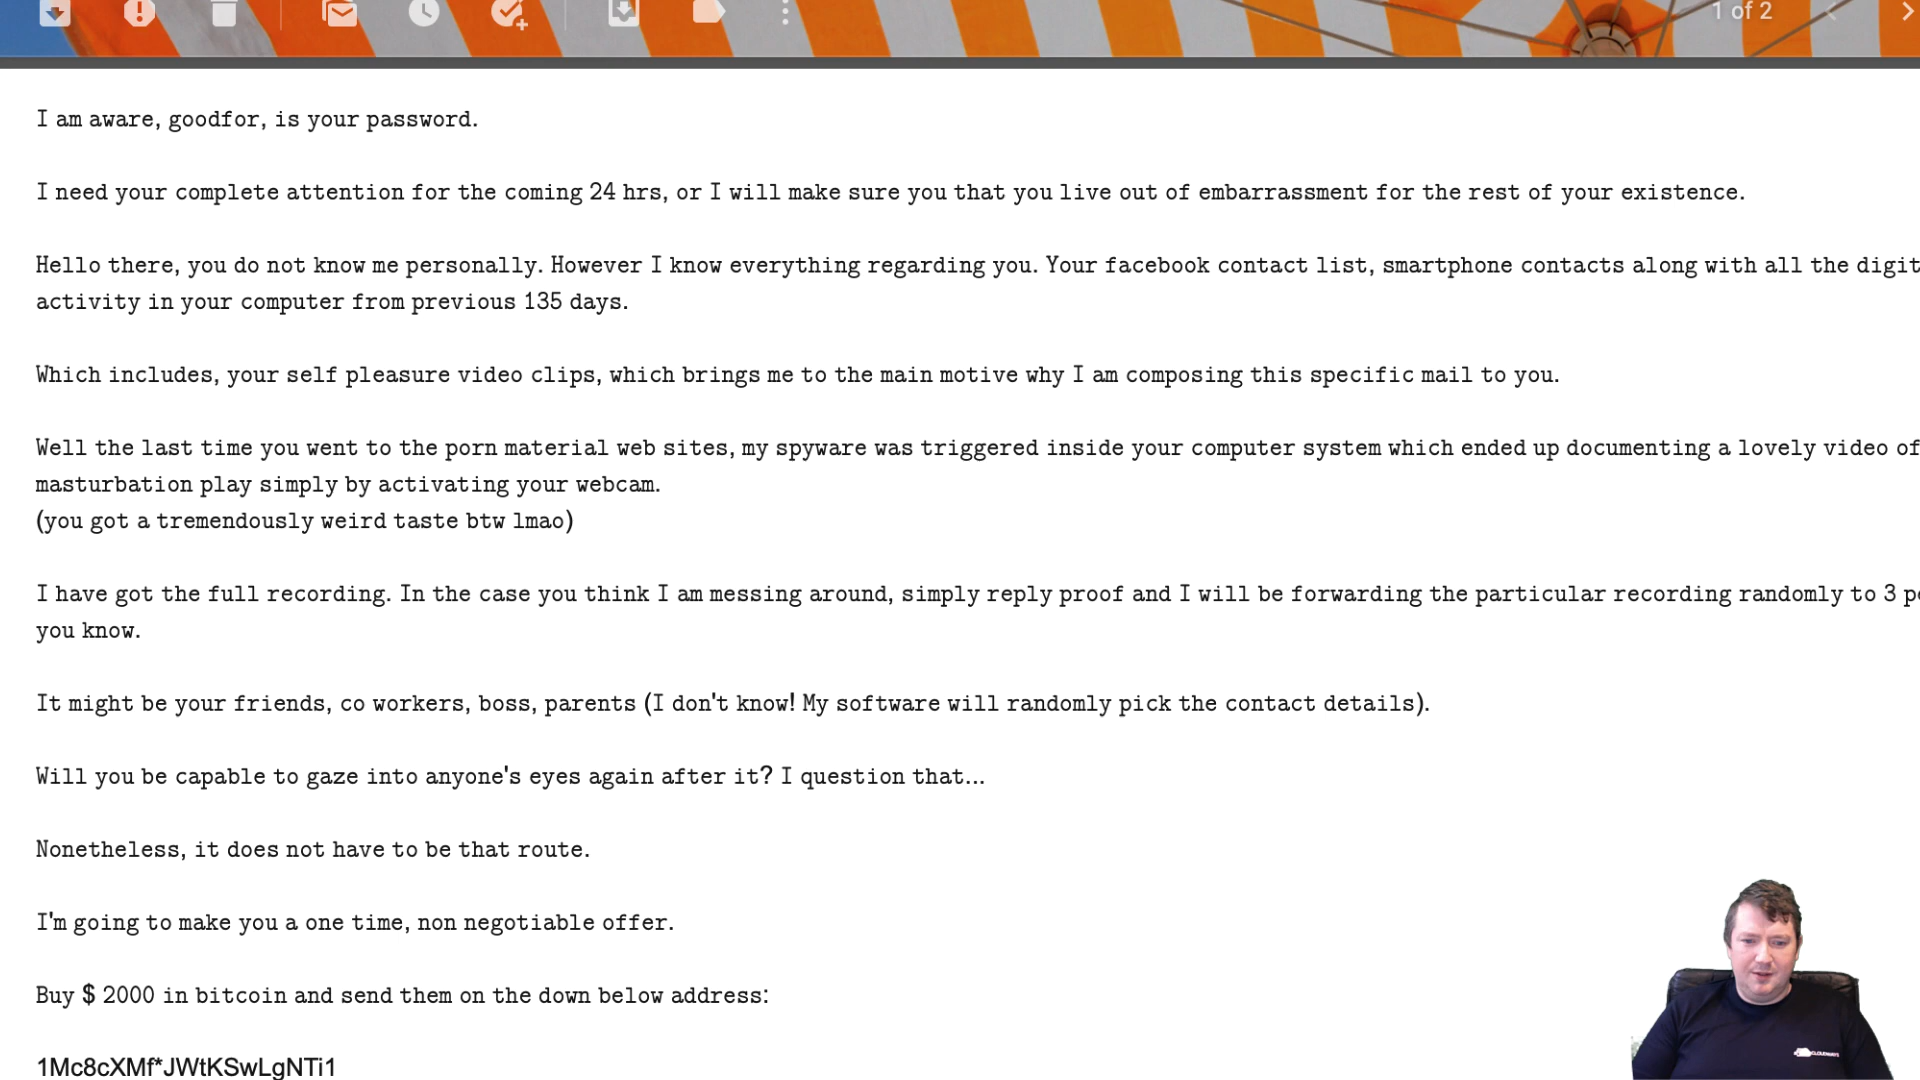 1 of 2
I am aware, goodfor, is your password.
I need your complete attention for the coming 24 hrs, or I will make sure you that you live out of embarrassment for the rest of your existence.
Hello there, you do not know me personally. However I know everything regarding you. Your facebook contact list, smartphone contacts along with all the digit
activity in your computer from previous 135 days.
Which includes, your self pleasure video clips, which brings me to the main motive why I am composing this specific mail to you.
Well the last time you went to the porn material web sites, my spyware was triggered inside your computer system which ended up documenting a lovely video of
masturbation play simply by activating your webcam.
(you got a tremendously weird taste btw lmao)
I have got the full recording. In the case you think I am messing around, simply reply proof and I will be forwarding the particular recording randomly to 3
you know.
It might be your friends, co workers, boss, parents (I don't know! My software will randomly pick the contact details).
Will you be capable to gaze into anyone's eyes again after it? I question that...
Nonetheless, it does not have to be that route.
I'm going to make you a one time, non negotiable offer.
Buy $ 2000 in bitcoin and send them on the down below address:
1Mc8cXMf*JWtKSwLgNTi1
CLOUDWAYS